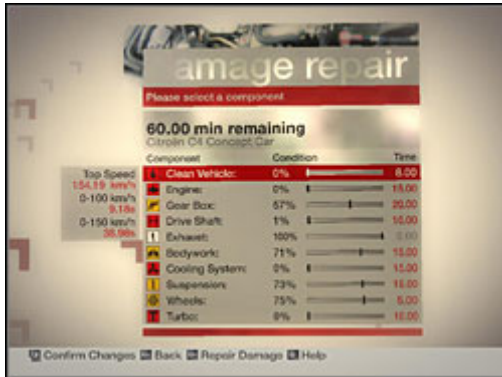 amage repair
Please select a component
60.00 min remaining
Citroën C4 Concept Car
Component Condition Time
Clean Vehicle: 0% 8.00
Engine: 0% 15.00
Gear Box: 57% 20.00
Drive Shaft: 1% 10.00
Exhaust: 100% 0.00
Bodywork: 71% 15.00
Cooling System: 0% 15.00
Suspension: 73% 15.00
Wheels: 75% 5.00
Turbo: 0% 10.00
Top Speed
154.19 km/h
0-100 km/h
9.18s
0-150 km/h
38.98s
Confirm Changes Back Repair Damage Help